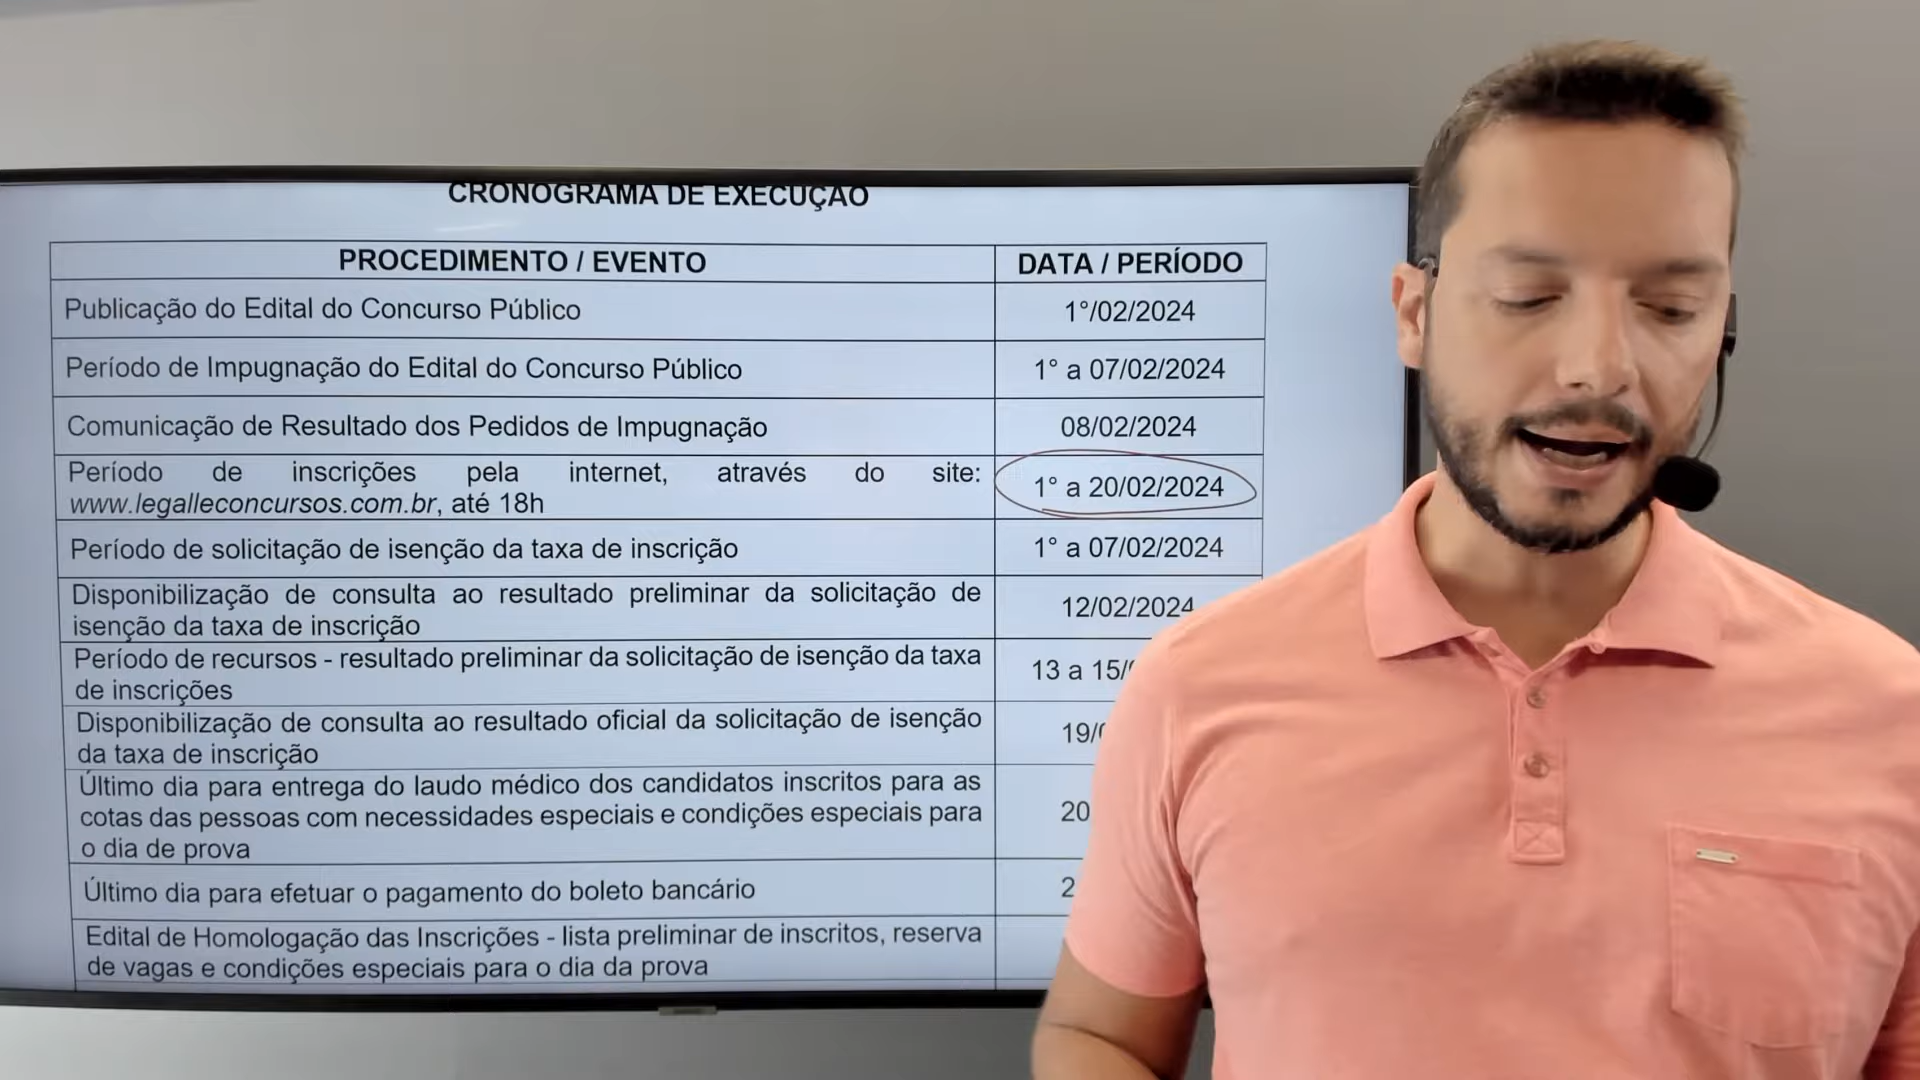 CRONOGRAMA DE EXECUÇÃO
PROCEDIMENTO / EVENTO DATA / PERÍODO
Publicação do Edital do Concurso Público 1°/02/2024
Período de Impugnação do Edital do Concurso Público 1° a 07/02/2024
Comunicação de Resultado dos Pedidos de Impugnação 08/02/2024
Período de inscrições pela internet, através do site:
www.legalleconcursos.com.br, até 18h 1° a 20/02/2024
Período de solicitação de isenção da taxa de inscrição 1° a 07/02/2024
Disponibilização de consulta ao resultado preliminar da solicitação de
isenção da taxa de inscrição 12/02/2024
Período de recursos - resultado preliminar da solicitação de isenção da taxa
de inscrições 13 a 15/
Disponibilização de consulta ao resultado oficial da solicitação de isenção
da taxa de inscrição 19/
Último dia para entrega do laudo médico dos candidatos inscritos para as
cotas das pessoas com necessidades especiais e condições especiais para 20
o dia de prova
Último dia para efetuar o pagamento do boleto bancário 2
Edital de Homologação das Inscrições - lista preliminar de inscritos, reserva
de vagas e condições especiais para o dia da prova